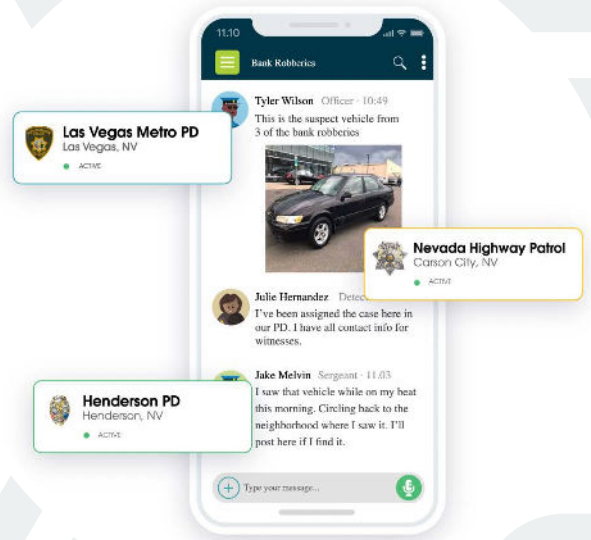 11.10
Bank Robberies
Tyler Wilson Officer · 10:49
This is the suspect vehicle from
3 of the bank robberies
Las Vegas Metro PD
Las Vegas, NV
ACTIVE
Nevada Highway Patrol
Carson City, NV
ACTIVE
Julie Hernandez Detec
I've been assigned the case here in
our PD. I have all contact info for
witnesses.
Jake Melvin Sergeant · 11.03
I saw that vehicle while on my beat
this morning. Circling back to the
neighborhood where I saw it. I'll
post here if I find it.
Henderson PD
Henderson, NV
ACTIVE
Type your message...